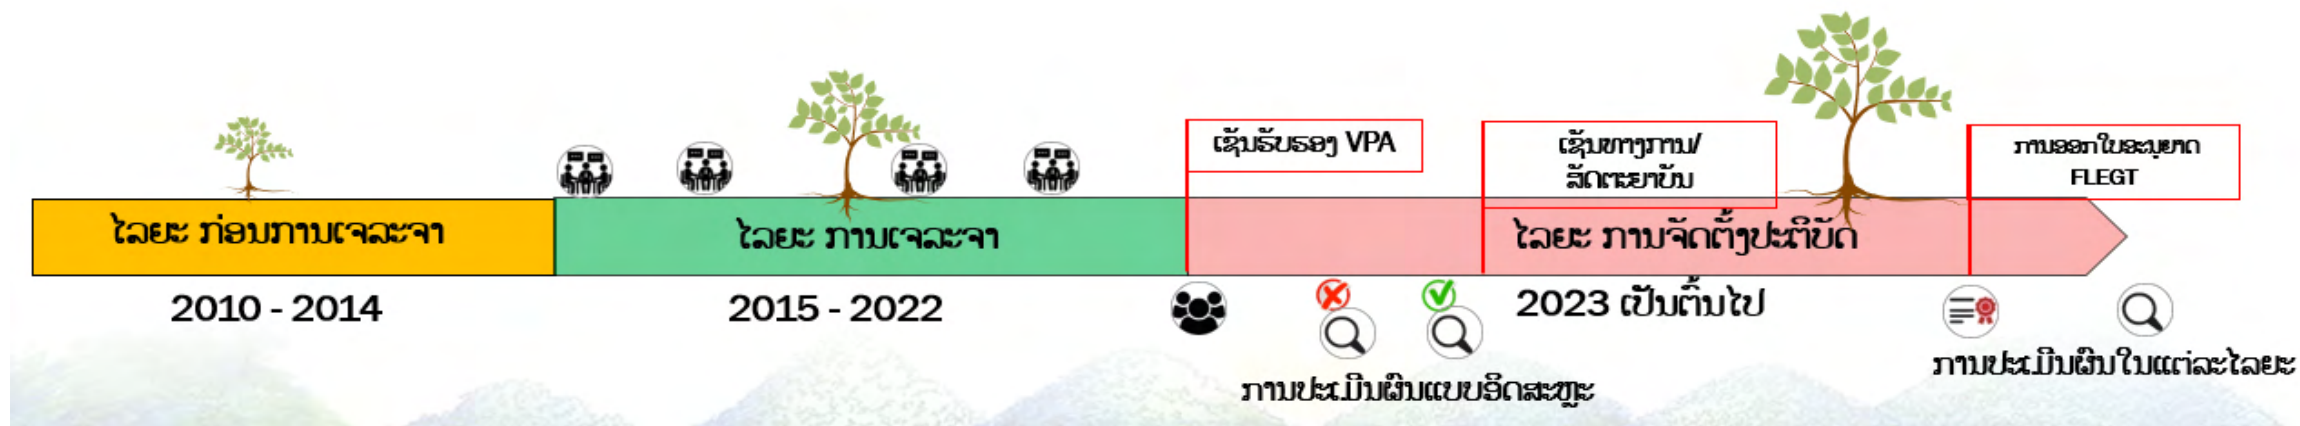 ເຊັນຮັບຮອງ VPA
ເຊັນທາງການ/
ສັດຕະຍາບັນ
ການອອກໃບອະນຸຍາດ
FLEGT
ໄລຍະ ກ່ອນການເຈລະຈາ
ໄລຍະ ການເຈລະຈາ
ໄລຍະ ການຈັດຕັ້ງປະຕິບັດ
2010 - 2014
2015 - 2022
2023 ເປັນຕົ້ນໄປ
ການປະເມີນຜົນແບບອິດສະຫຼະ
ການປະເມີນຜົນໃນແຕ່ລະໄລຍະ